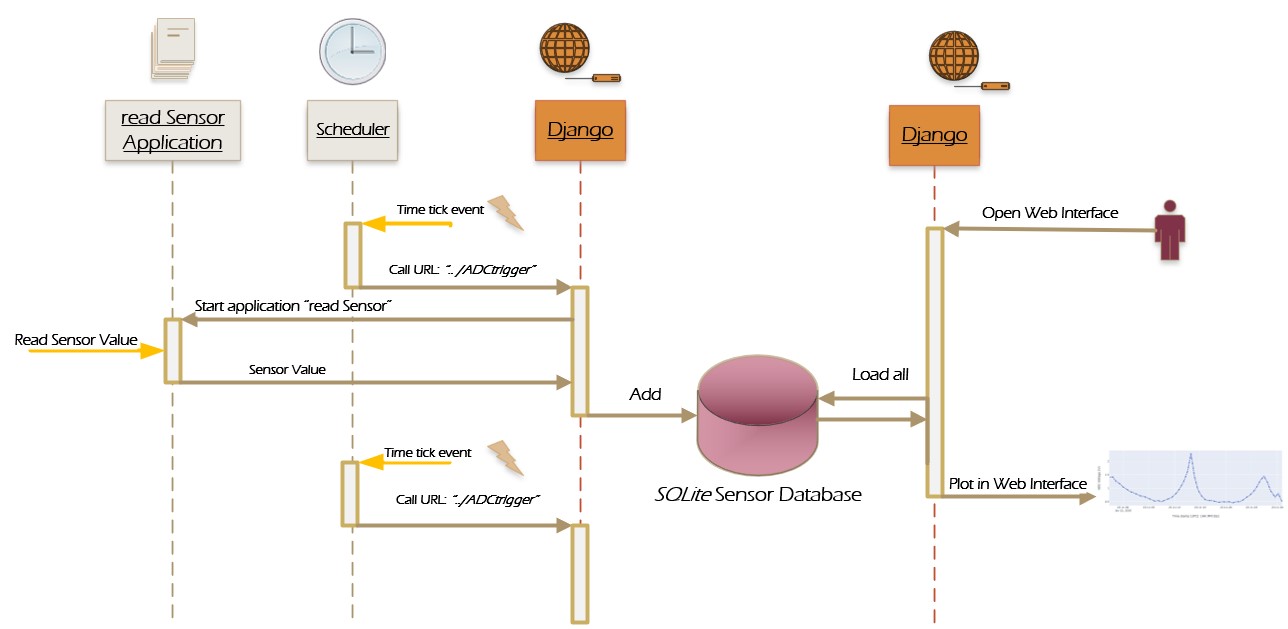 read Sensor
Application
Scheduler
Django
Django
Time tick event
Open Web Interface
Call URL: "../ADCtrigger"
Start application "read Sensor"
Read Sensor Value
Sensor Value
Add
Load all
Time tick event
Call URL: "../ADCtrigger"
SQLite Sensor Database
Plot in Web Interface